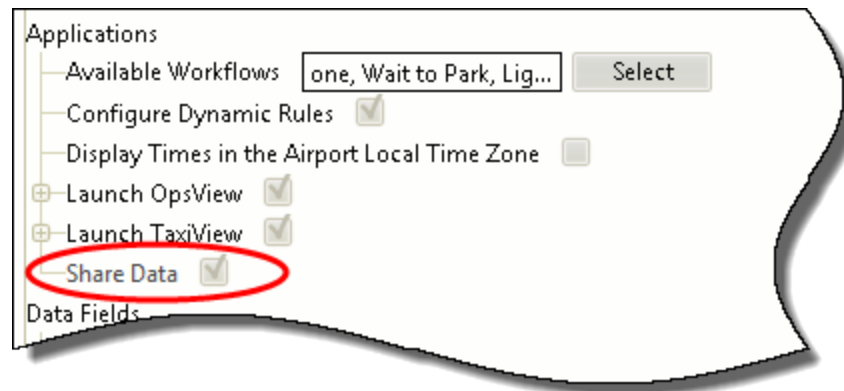 Applications
Available Workflows one, Wait to Park, Lig... Select
Configure Dynamic Rules
Display Times in the Airport Local Time Zone
Launch OpsView
Launch TaxiView
Share Data
Data Fields